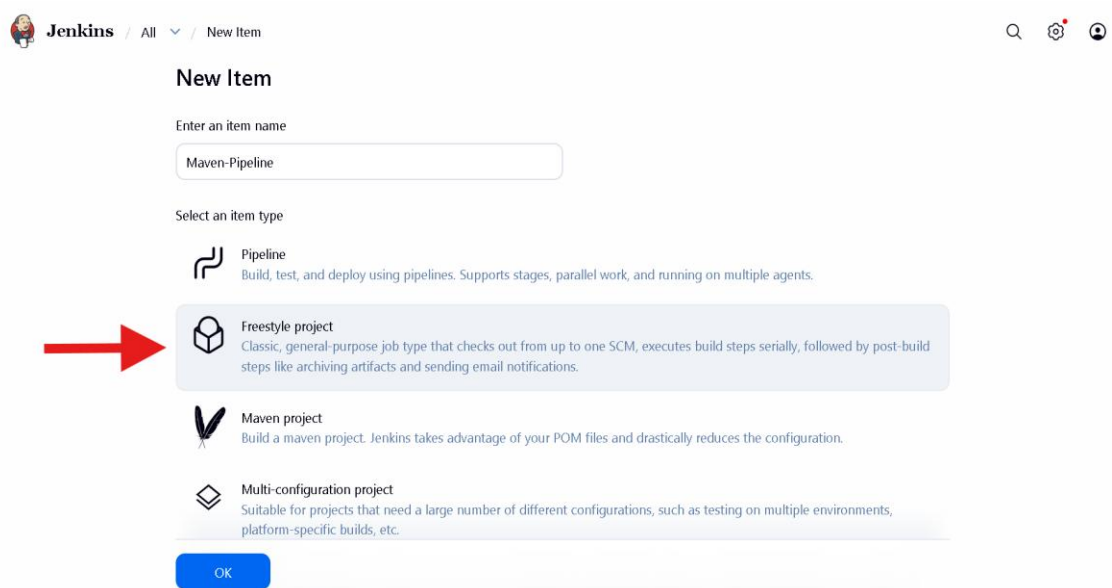 Jenkins / All / New Item
New Item
Enter an item name
Maven-Pipeline
Select an item type
Pipeline
Build, test, and deploy using pipelines. Supports stages, parallel work, and running on multiple agents.
Freestyle project
Classic, general-purpose job type that checks out from up to one SCM, executes build steps serially, followed by post-build
steps like archiving artifacts and sending email notifications.
Maven project
Build a maven project. Jenkins takes advantage of your POM files and drastically reduces the configuration.
Multi-configuration project
Suitable for projects that need a large number of different configurations, such as testing on multiple environments,
platform-specific builds, etc.
OK